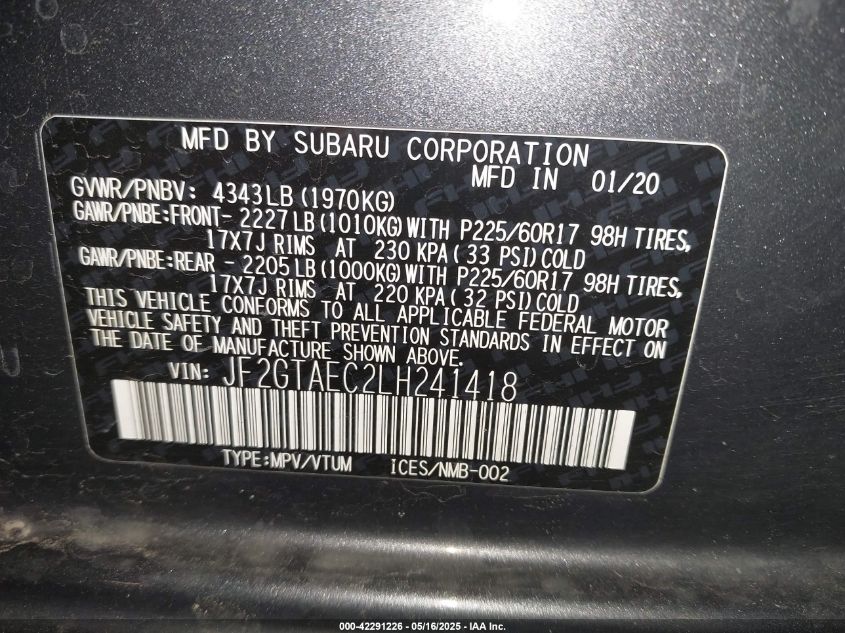 MFD BY SUBARU CORPORATION
MFD IN 01/20
GVWR/PNBV: 4343LB (1970KG)
GAWR/PNBE:FRONT- 2227LB (1010KG) WITH P225/60R17 98H TIRES,
17X7J RIMS AT 230 KPA (33 PSI) COLD
GAWR/PNBE:REAR - 2205LB (1000KG) WITH P225/60R17 98H TIRES,
17X7J RIMS AT 220 KPA (32 PSI) COLD
THIS VEHICLE CONFORMS TO ALL APPLICABLE FEDERAL MOTOR
VEHICLE SAFETY AND THEFT PREVENTION STANDARDS IN EFFECT ON
THE DATE OF MANUFACTURE SHOWN ABOVE.
VIN: JF2GTAEC2LH241418
TYPE:MPV/VTUM ICES/NMB-002
000-42291226 - 05/16/2025 - IAA Inc.